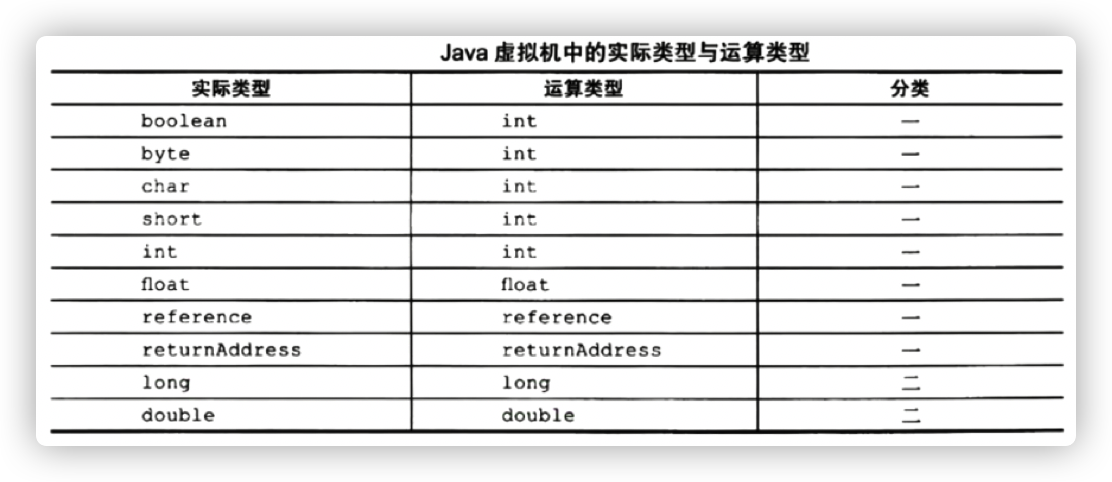 Java 虚拟机中的实际类型与运算类型
实际类型 运算类型 分类
boolean int 一
byte int 一
char int 一
short int 一
int int 一
float float 一
reference reference 一
returnAddress returnAddress 一
long long 二
double double 二